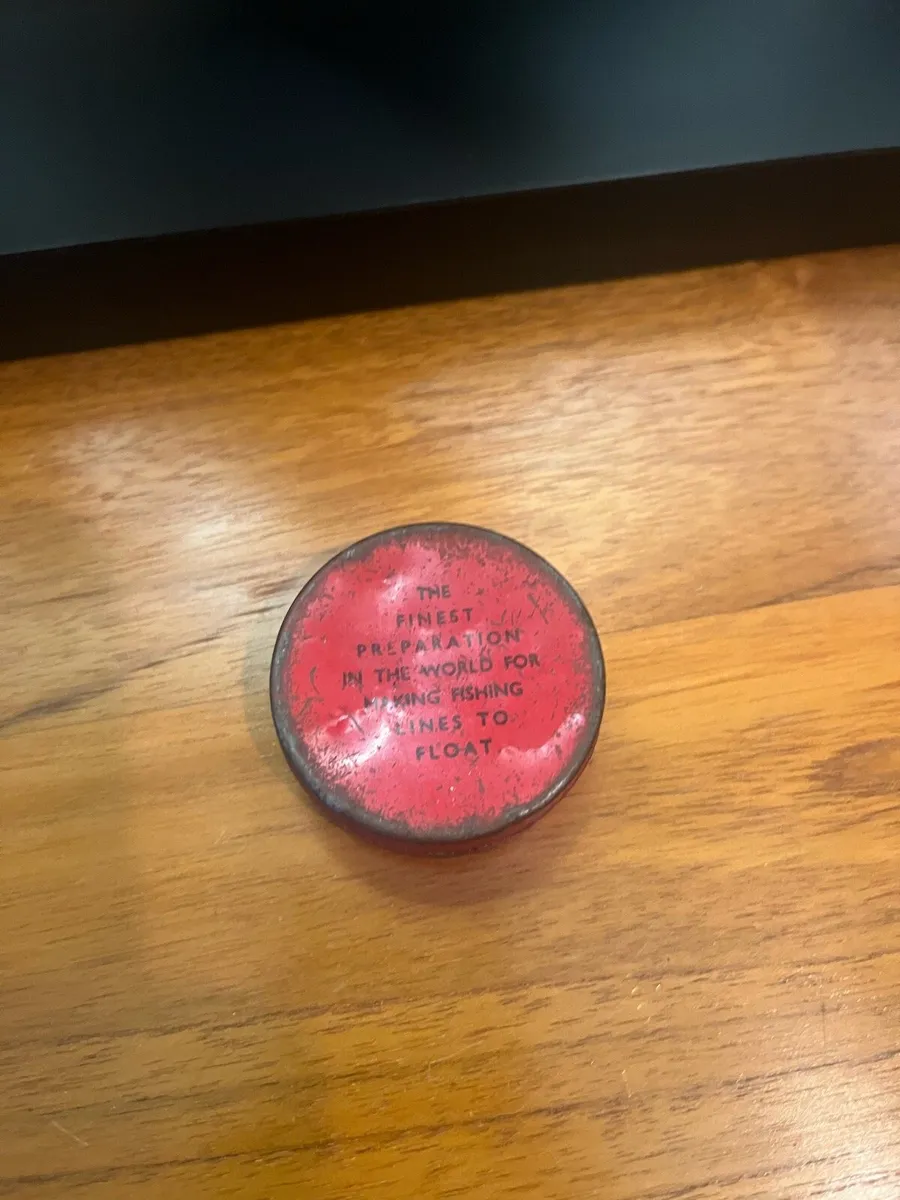 THE
FINEST
PREPARATION
IN THE WORLD FOR
MAKING FISHING
LINES TO
FLOAT